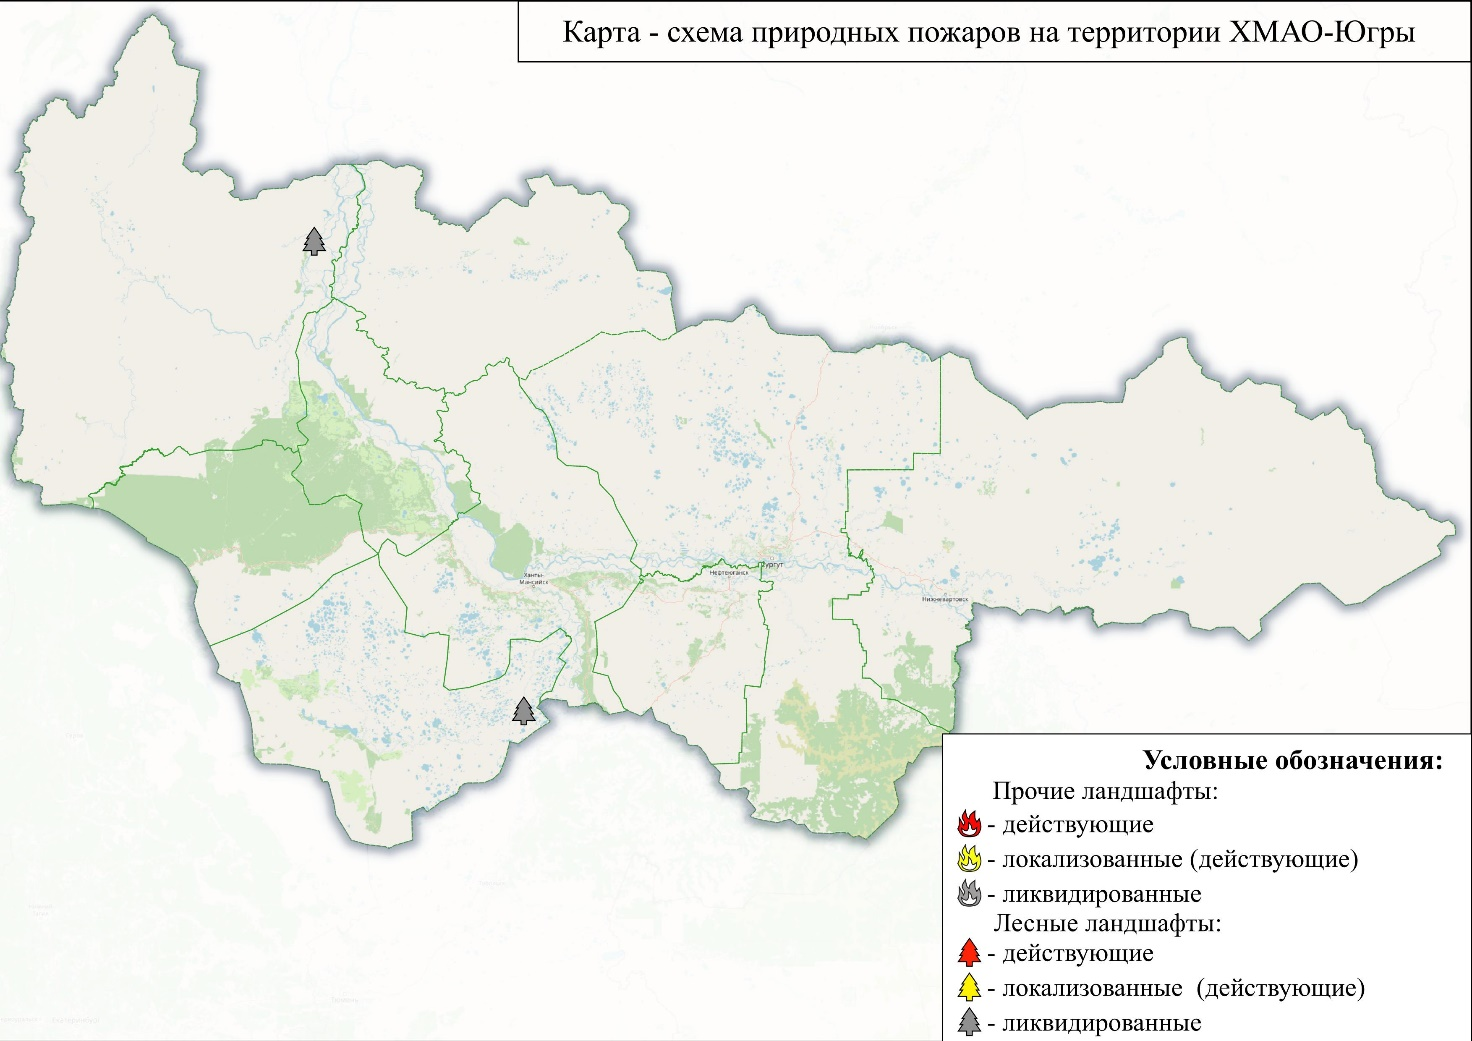 Карта - схема природных пожаров на территории ХМАО-Югры
Ханты-
Мансийск
Нефтеюганск
Сургут
Нижневартовск
Условные обозначения:
Прочие ландшафты:
- действующие
- локализованные (действующие)
- ликвидированные
Лесные ландшафты:
- действующие
- локализованные (действующие)
- ликвидированные